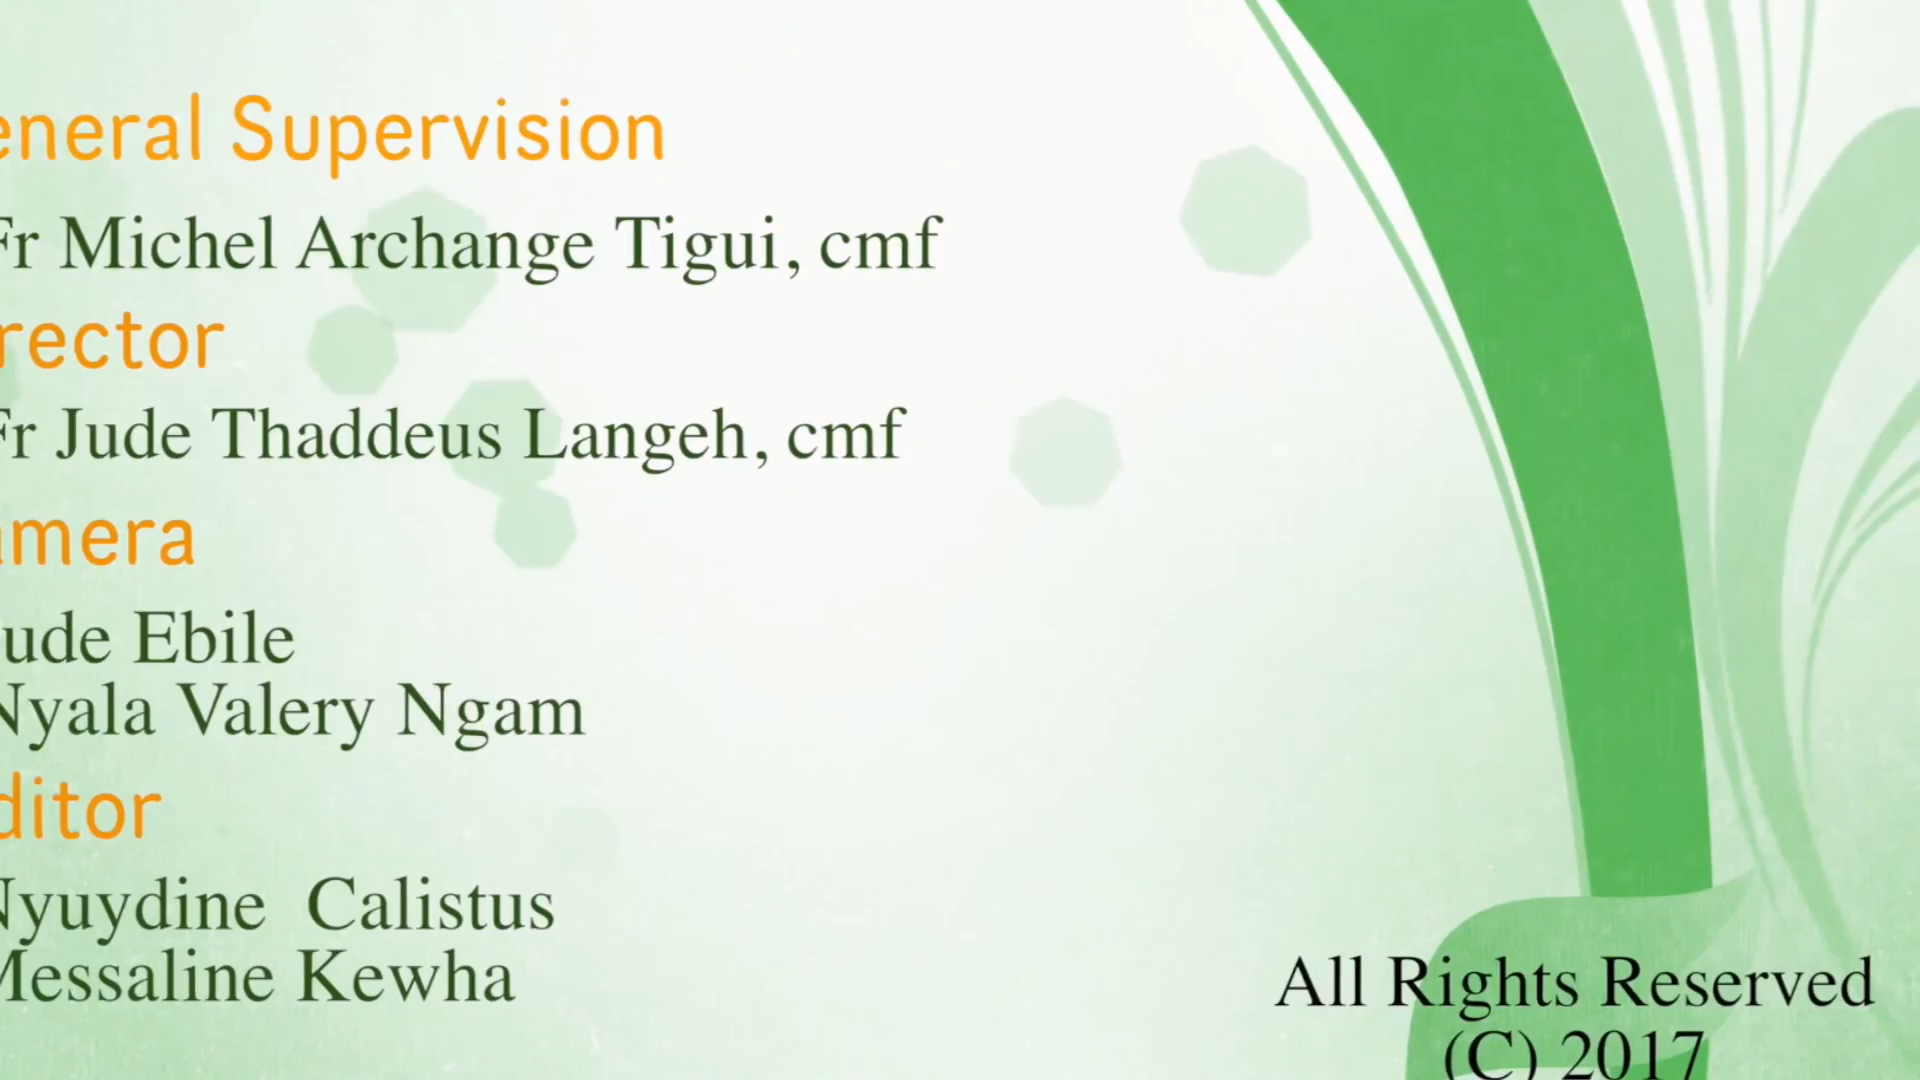 eneral Supervision
Fr Michel Archange Tigui, cmf
rector
Fr Jude Thaddeus Langeh, cmf
amera
ude Ebile
Nyala Valery Ngam
ditor
Nyuydine Calistus
Messaline Kewha
All Rights Reserved
(C) 2017